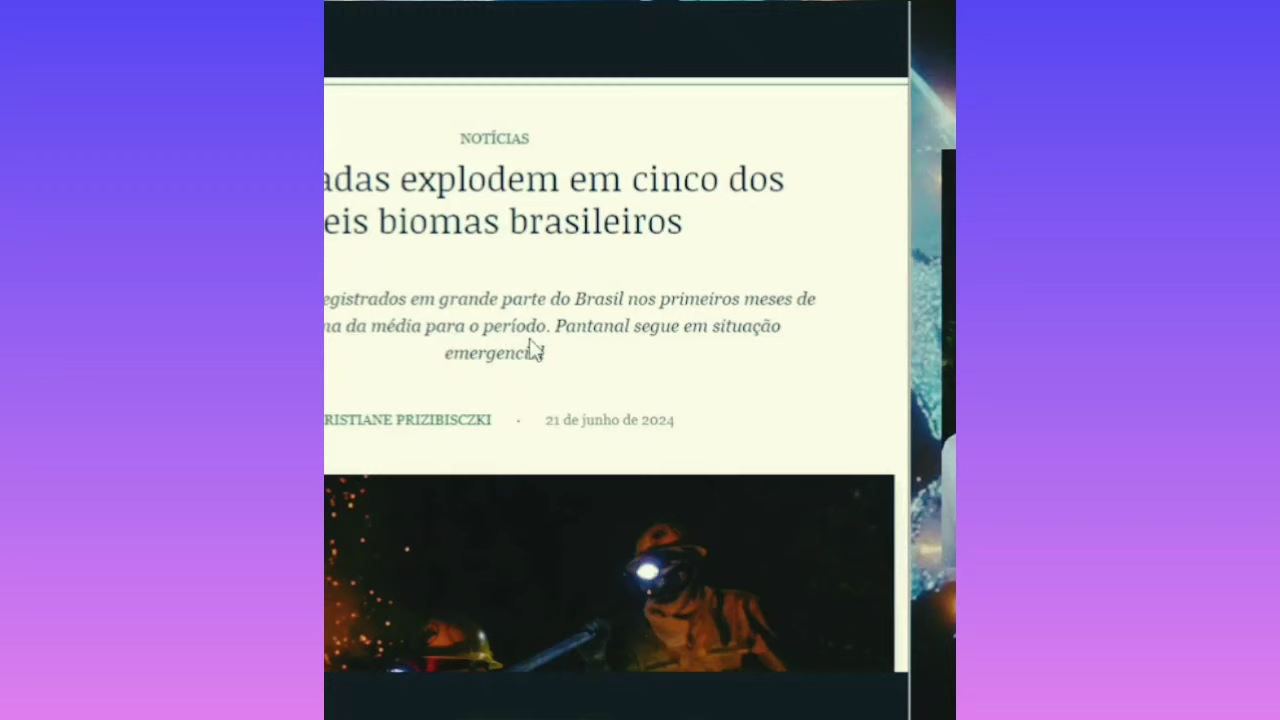 NOTÍCIAS
adas explodem em cinco dos
eis biomas brasileiros
egistrados em grande parte do Brasil nos primeiros meses de
na da média para o período. Pantanal segue em situação
RISTIANE PRIZIBISCZKI · 21 de junho de 2024